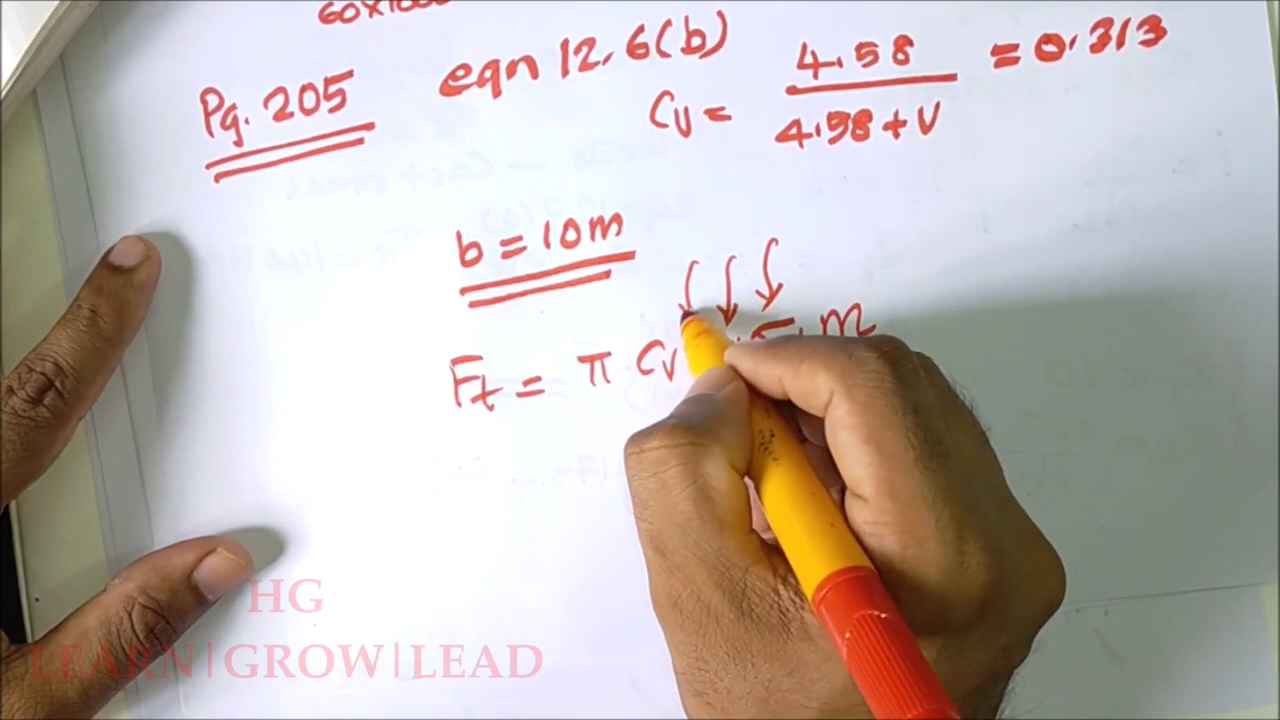 60x1000
Pg. 205 eqn 12.6(b)
Cv = 4.58 / 4.58 + V = 0.313
b = 10m
Ft = π Cv m
HG
LEARN|GROW|LEAD